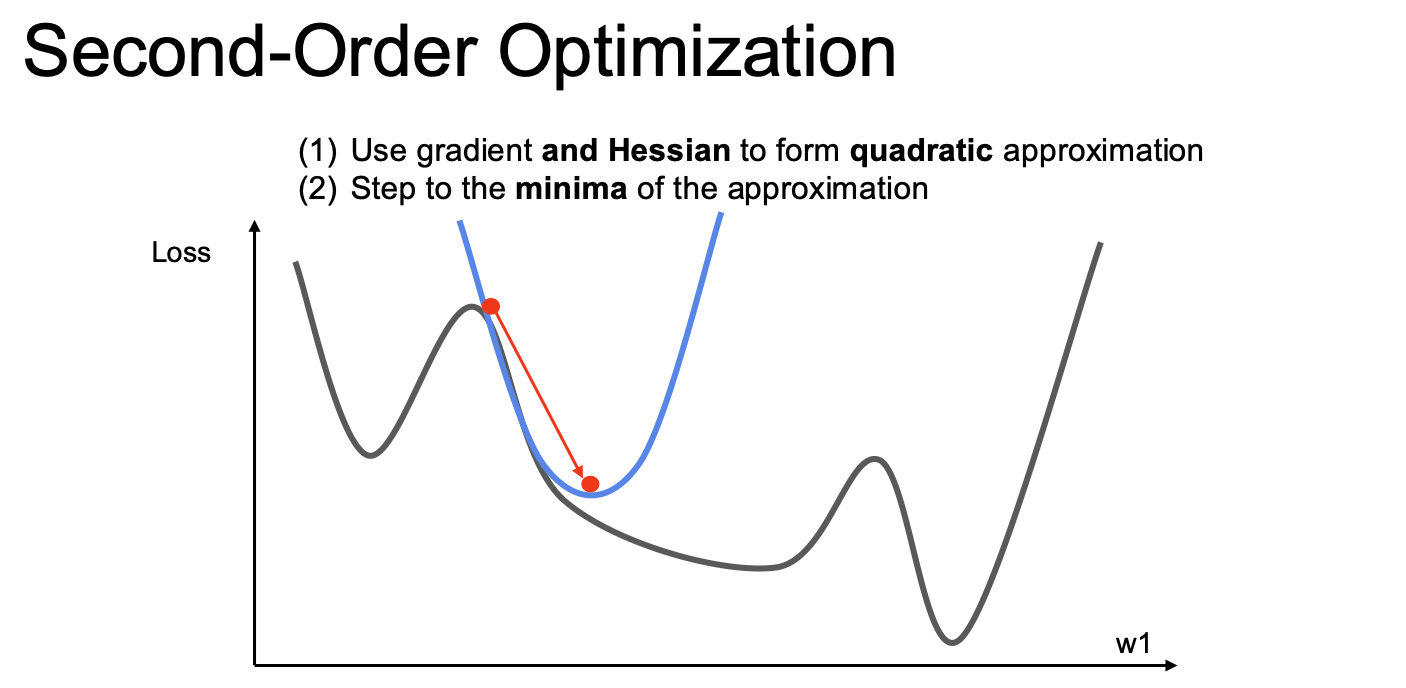 Second-Order Optimization
(1) Use gradient and Hessian to form quadratic approximation
(2) Step to the minima of the approximation
Loss
w1